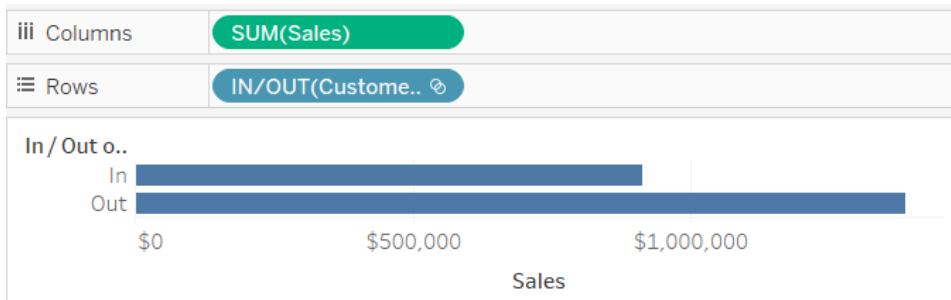 Columns SUM(Sales)
Rows IN/OUT(Custome..
In / Out o..
In
Out
$0 $500,000 $1,000,000
Sales